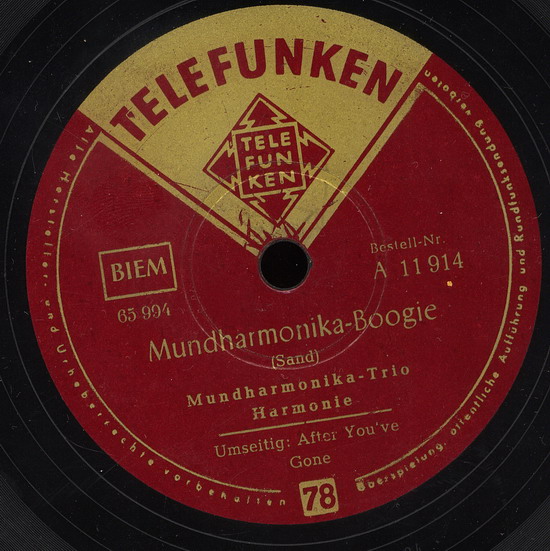 TELEFUNKEN
TELE
FUN
KEN
BIEM
65 994
Bestell-Nr.
A 11 914
Mundharmonika-Boogie
(Sand)
Mundharmonika-Trio
Harmonie
Umseitig: After You've
Gone
78
Alle Hersteller- und Urheberrechte vorbehalten
Überspielung, öffentliche Aufführung und Rundfunksendung verboten